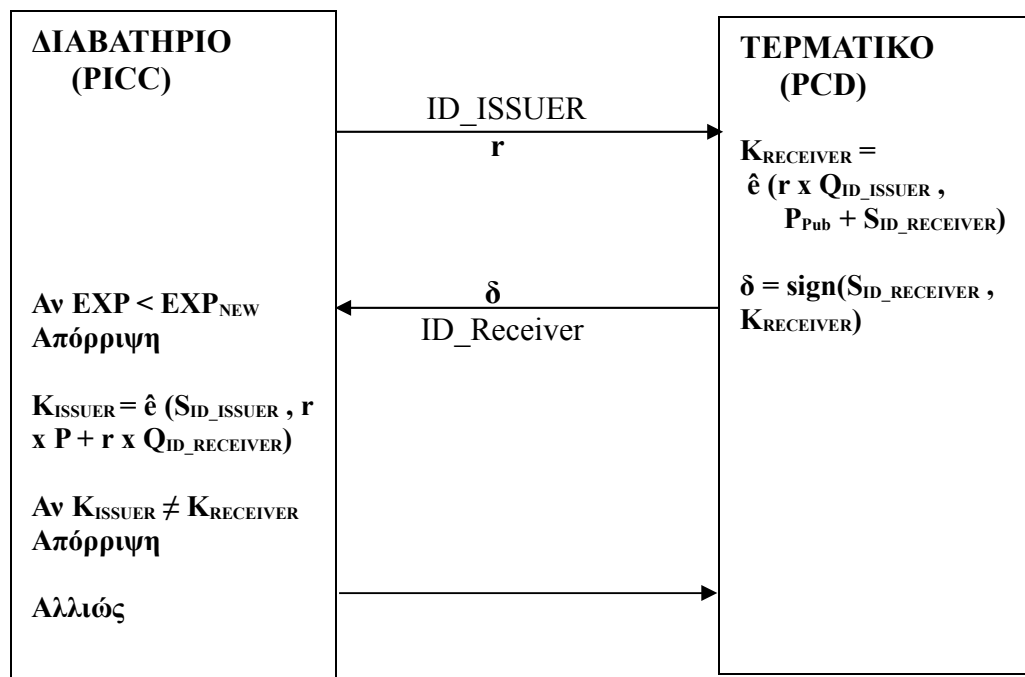 ΔΙΑΒΑΤΗΡΙΟ
(PICC)
ID_ISSUER
r
ΤΕΡΜΑΤΙΚΟ
(PCD)
K_RECEIVER =
ê (r x Q_ID_ISSUER ,
P_Pub + S_ID_RECEIVER)
δ = sign(S_ID_RECEIVER ,
K_RECEIVER)
δ
ID_Receiver
Αν EXP < EXP_NEW
Απόρριψη
K_ISSUER = ê (S_ID_ISSUER , r
x P + r x Q_ID_RECEIVER)
Αν K_ISSUER ≠ K_RECEIVER
Απόρριψη
Αλλιώς